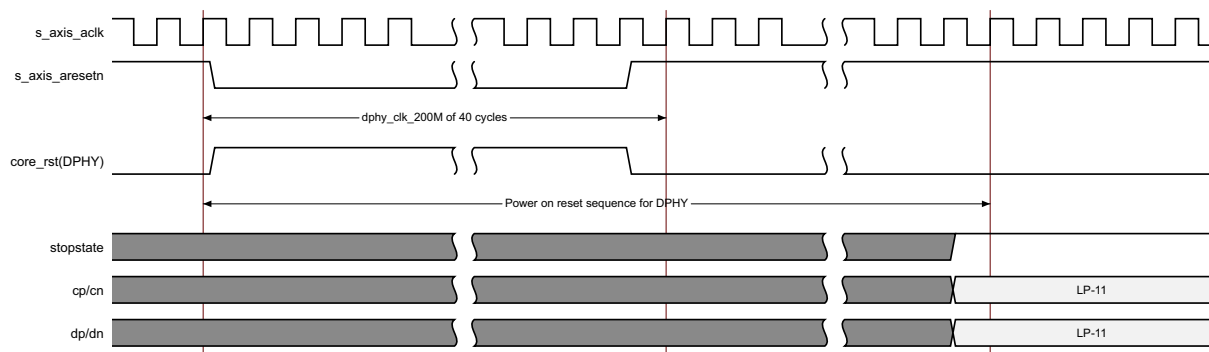 s_axis_aclk
s_axis_aresetn
dphy_clk_200M of 40 cycles
core_rst(DPHY)
Power on reset sequence for DPHY
stopstate
cp/cn
LP-11
dp/dn
LP-11